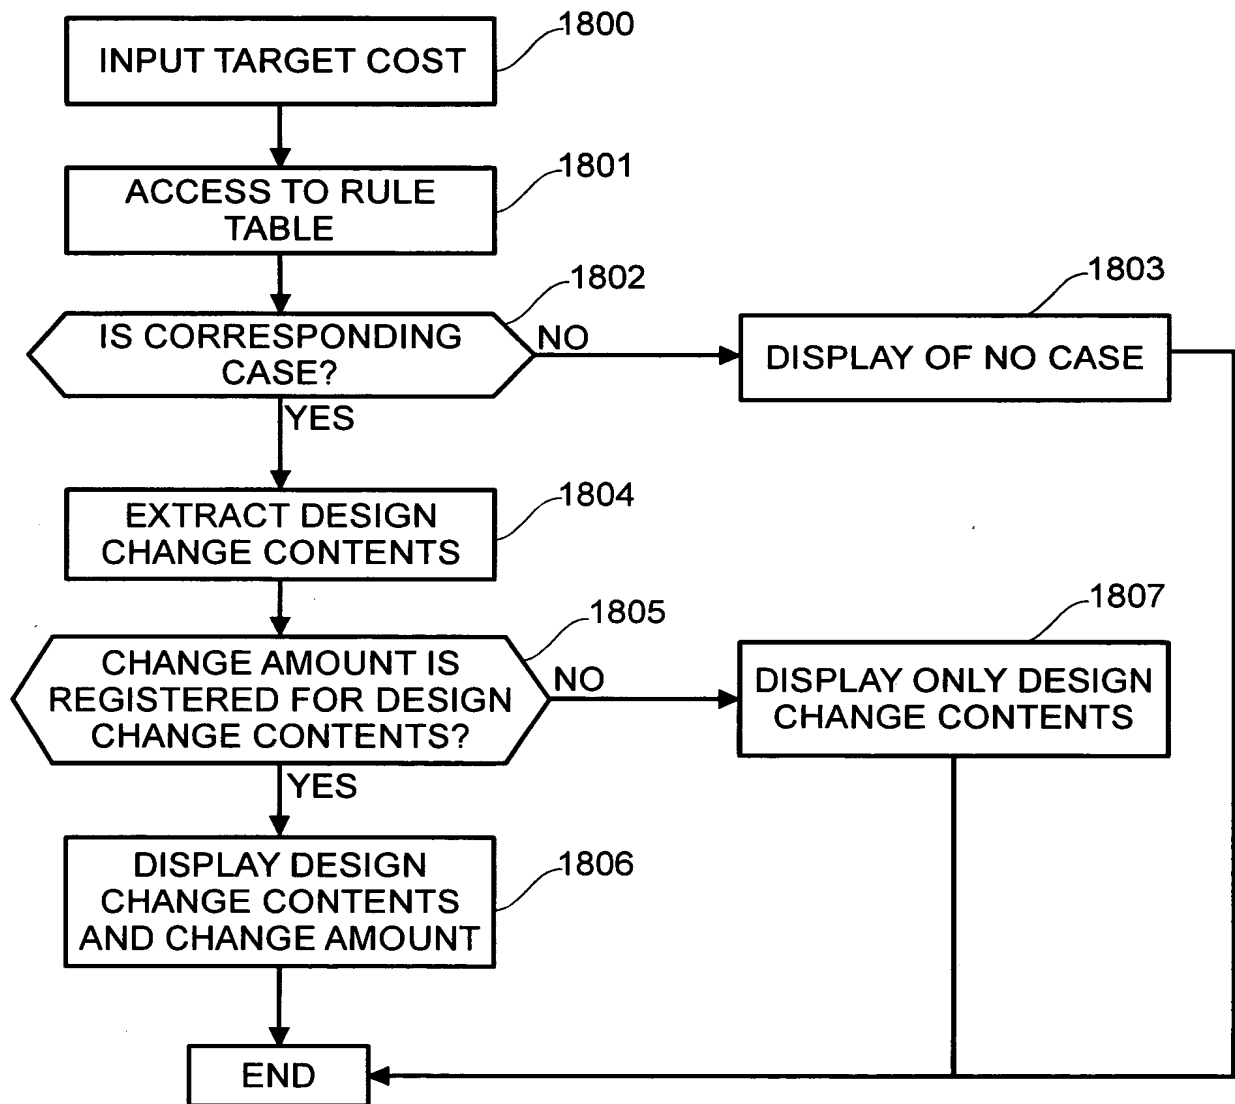 1800
INPUT TARGET COST
1801
ACCESS TO RULE
TABLE
1802
IS CORRESPONDING
CASE?
NO
YES
1803
DISPLAY OF NO CASE
1804
EXTRACT DESIGN
CHANGE CONTENTS
1805
CHANGE AMOUNT IS
REGISTERED FOR DESIGN
CHANGE CONTENTS?
NO
YES
1807
DISPLAY ONLY DESIGN
CHANGE CONTENTS
1806
DISPLAY DESIGN
CHANGE CONTENTS
AND CHANGE AMOUNT
END